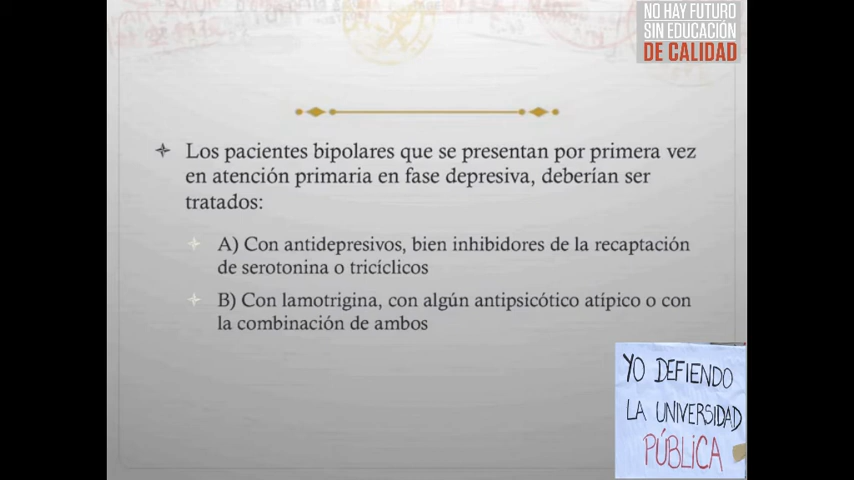 NO HAY FUTURO
SIN EDUCACIÓN
DE CALIDAD
Los pacientes bipolares que se presentan por primera vez
en atención primaria en fase depresiva, deberían ser
tratados:
A) Con antidepresivos, bien inhibidores de la recaptación
de serotonina o tricíclicos
B) Con lamotrigina, con algún antipsicótico atípico o con
la combinación de ambos
YO DEFIENDO
LA UNIVERSIDAD
PÚBLICA